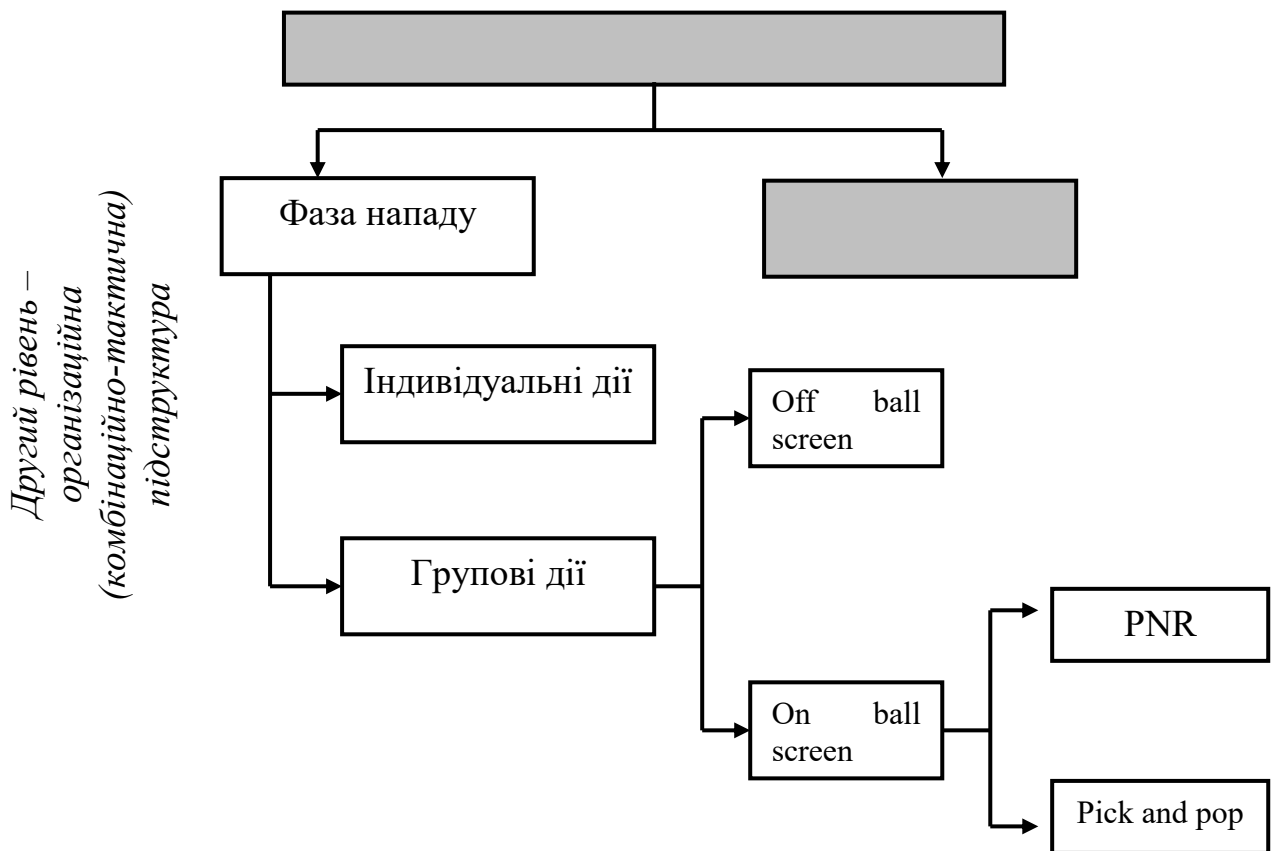 Другий рівень –
організаційна
(комбінаційно-тактична)
підструктура
Фаза нападу
Індивідуальні дії
Off ball
screen
Групові дії
PNR
On ball
screen
Pick and pop